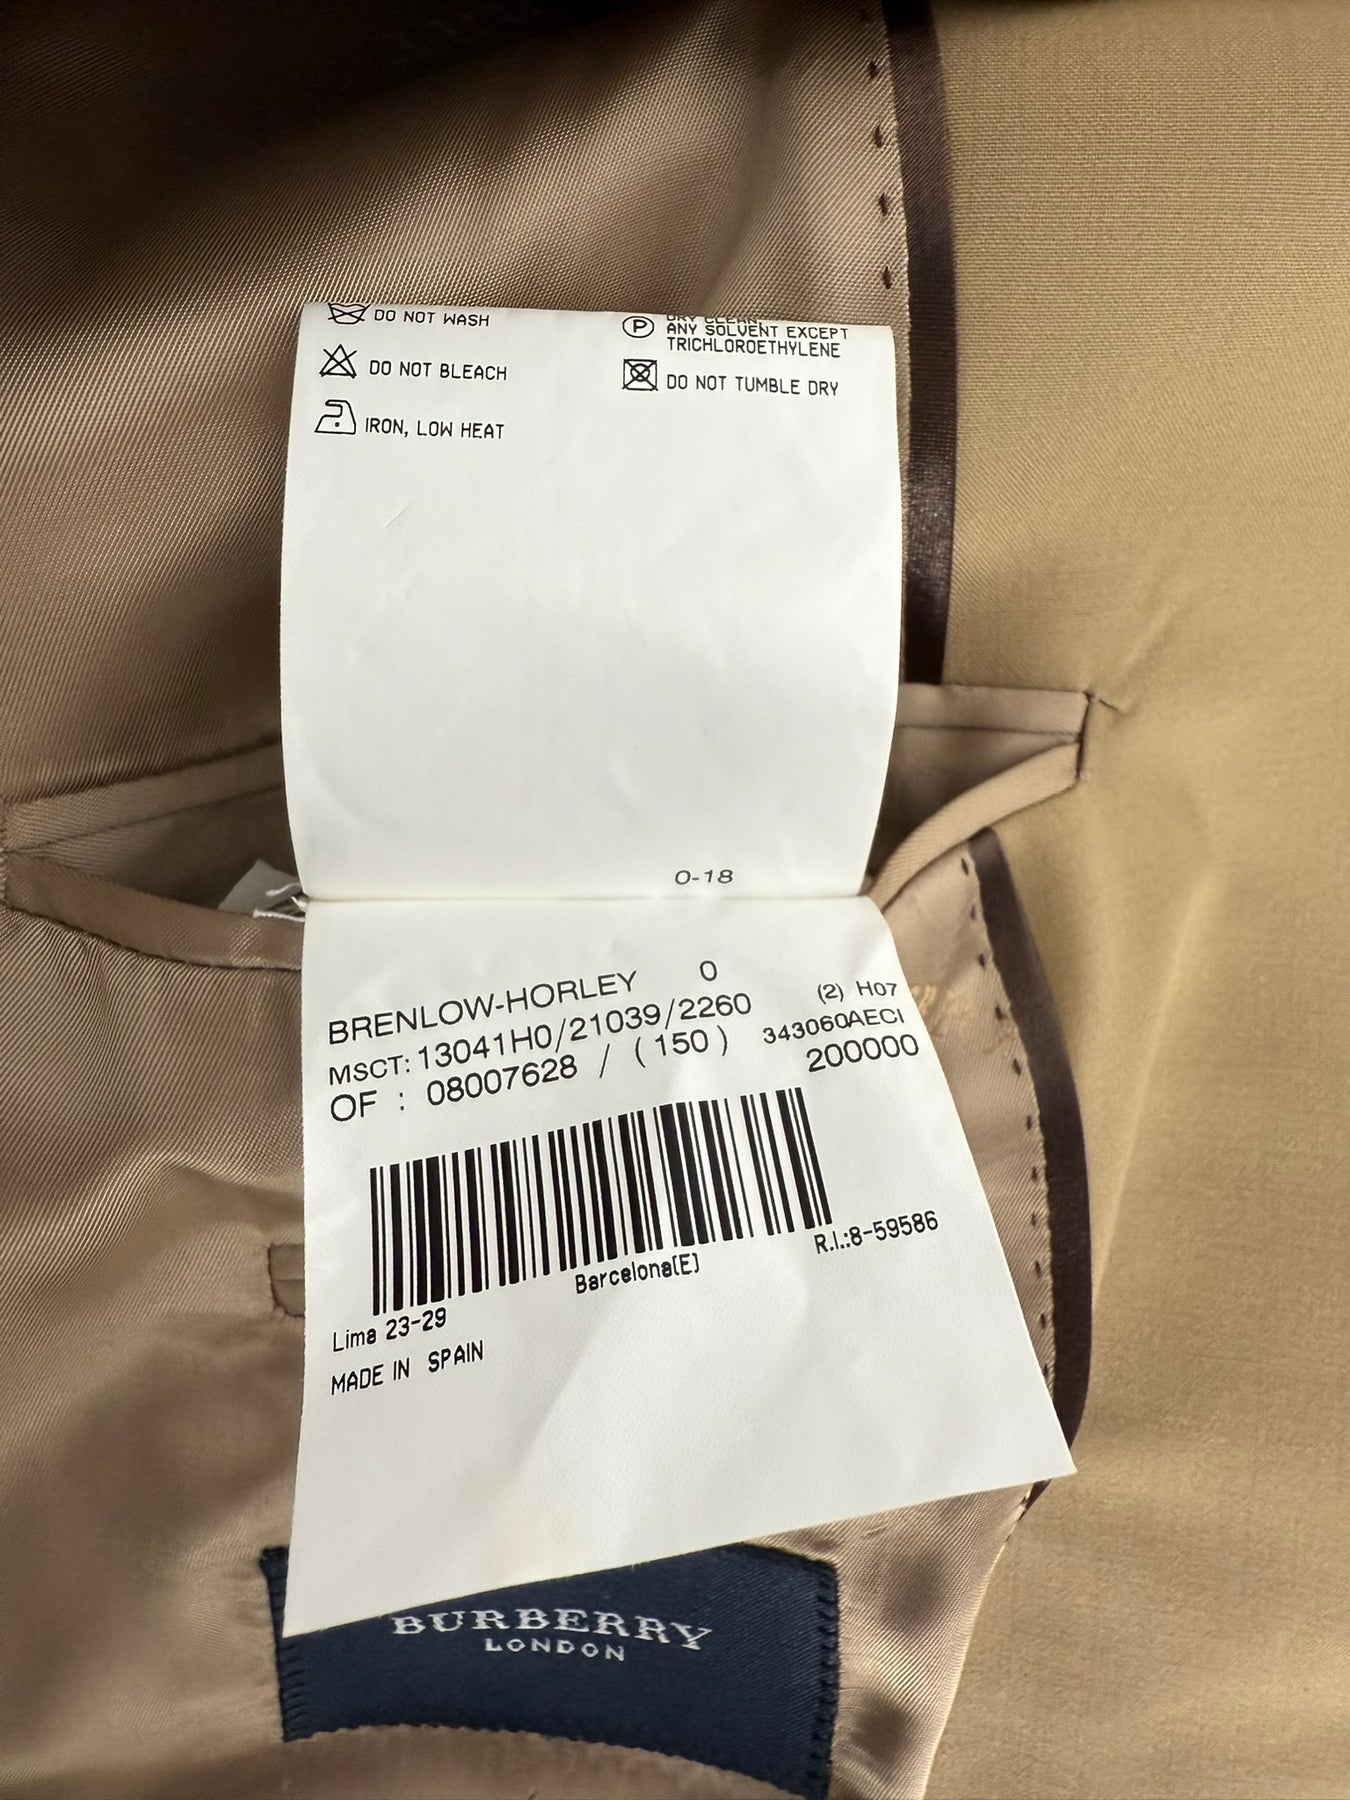 DO NOT WASH
DO NOT BLEACH
IRON, LOW HEAT
P
DRY CLEAN
ANY SOLVENT EXCEPT
TRICHLOROETHYLENE
DO NOT TUMBLE DRY
0-18
BRENLOW-HORLEY 0
(2) H07
MSCT: 13041H0/21039/2260
343060AECI
OF : 08007628 / (150)
200000
R.I.:8-59586
Barcelona(E)
Lima 23-29
MADE IN SPAIN
BURBERRY
LONDON